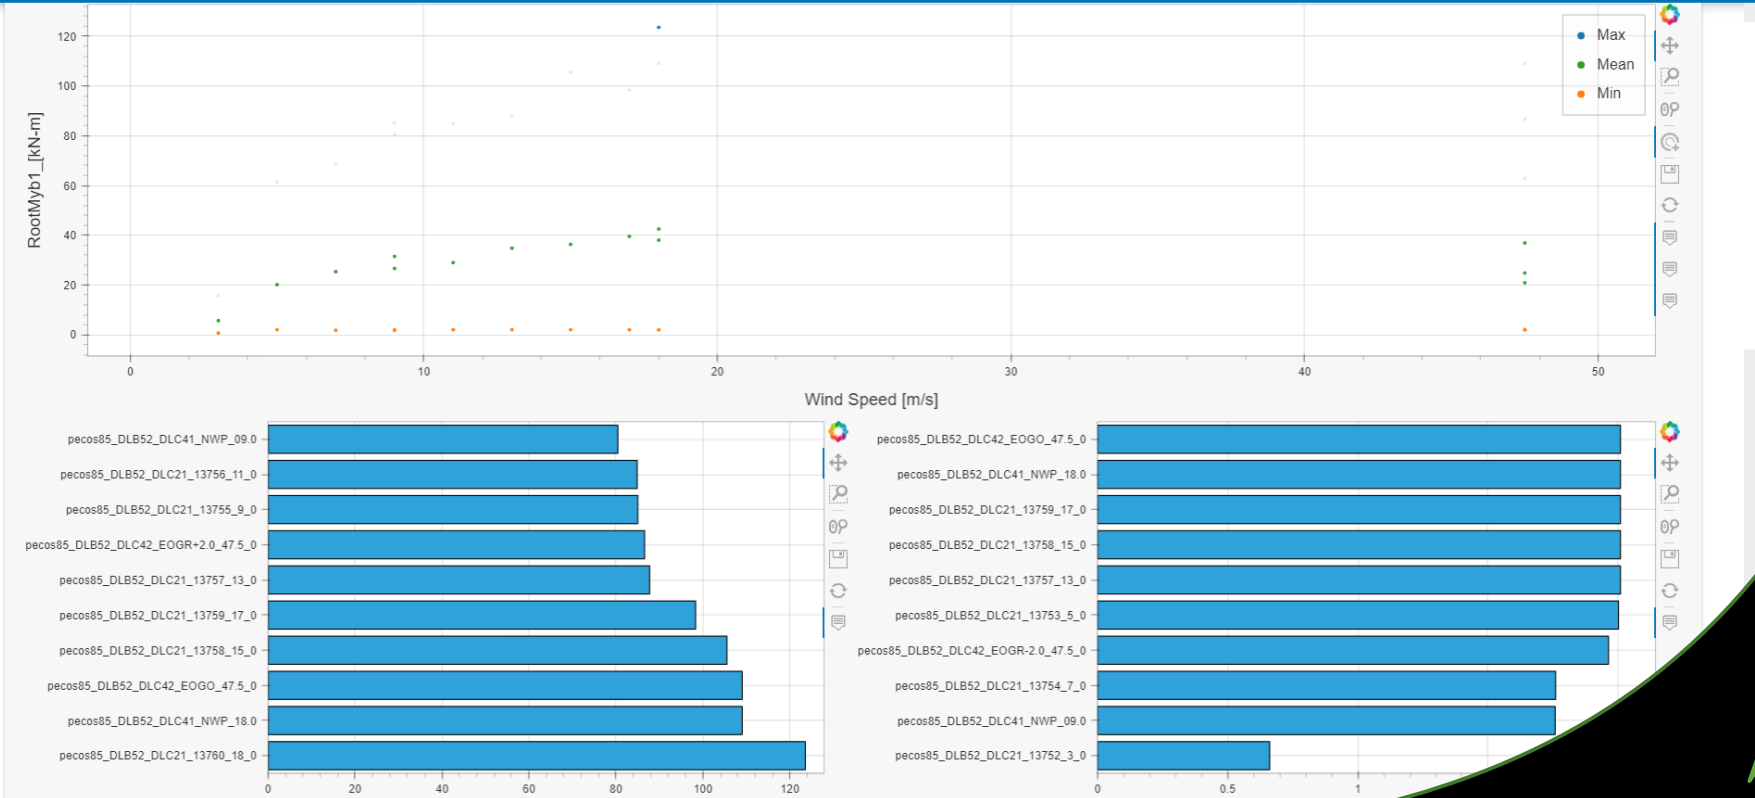 120
100
80
60
40
20
0
RootMyb1_[kN-m]
Max
Mean
Min
0 10 20 30 40 50
Wind Speed [m/s]
pecos85_DLB52_DLC41_NWP_09.0
pecos85_DLB52_DLC21_13756_11_0
pecos85_DLB52_DLC21_13755_9_0
pecos85_DLB52_DLC42_EOGR+2.0_47.5_0
pecos85_DLB52_DLC21_13757_13_0
pecos85_DLB52_DLC21_13759_17_0
pecos85_DLB52_DLC21_13758_15_0
pecos85_DLB52_DLC42_EOGO_47.5_0
pecos85_DLB52_DLC41_NWP_18.0
pecos85_DLB52_DLC21_13760_18_0
0 20 40 60 80 100 120
pecos85_DLB52_DLC42_EOGO_47.5_0
pecos85_DLB52_DLC41_NWP_18.0
pecos85_DLB52_DLC21_13759_17_0
pecos85_DLB52_DLC21_13758_15_0
pecos85_DLB52_DLC21_13757_13_0
pecos85_DLB52_DLC21_13753_5_0
pecos85_DLB52_DLC42_EOGR-2.0_47.5_0
pecos85_DLB52_DLC21_13754_7_0
pecos85_DLB52_DLC41_NWP_09.0
pecos85_DLB52_DLC21_13752_3_0
0 0.5 1